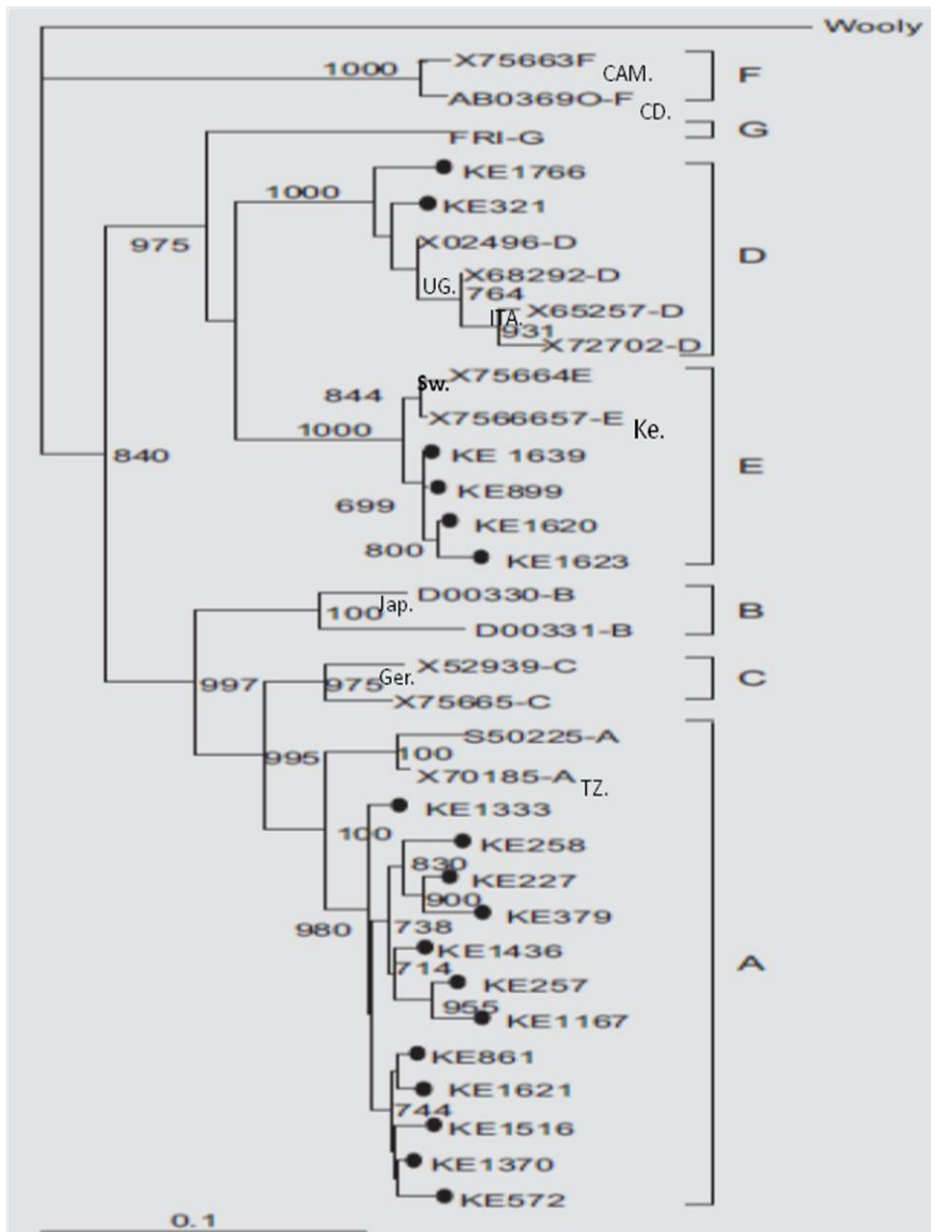 Wooly
1000 X75663F CAM. F
AB0369O-F CD.
FRI-G G
KE1766
1000
KE321
975 X02496-D D
UG. X68292-D
764
ITA. X65257-D
931
X72702-D
Sw. X75664E
844
X7566657-E Ke.
1000
840 KE 1639 E
KE899
699
KE1620
800
KE1623
D00330-B
100 Jap. B
D00331-B
X52939-C
997 975 Ger. C
X75665-C
S50225-A
995 100
X70185-A TZ.
KE1333
100
KE258
830
KE227
900
KE379
980 738
KE1436 A
714
KE257
955
KE1167
KE861
KE1621
744
KE1516
KE1370
KE572
0.1